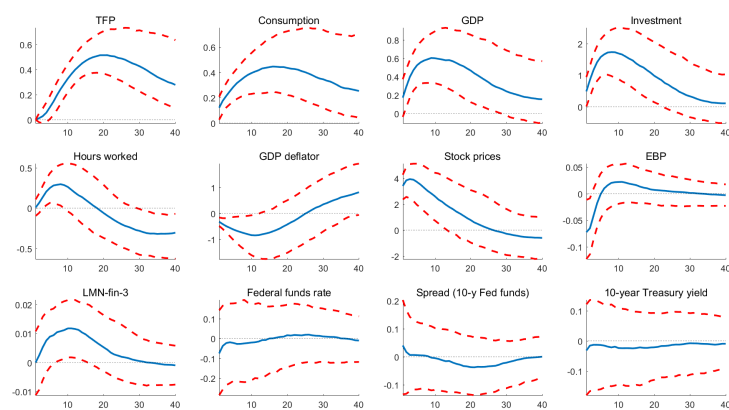 TFP
0.6
0.4
0.2
0
10 20 30 40
Consumption
0.6
0.4
0.2
0
10 20 30 40
GDP
0.8
0.6
0.4
0.2
0
10 20 30 40
Investment
2
1
0
10 20 30 40
Hours worked
0.5
0
-0.5
10 20 30 40
GDP deflator
1
0
-1
10 20 30 40
Stock prices
4
2
0
-2
10 20 30 40
EBP
0.05
0
-0.05
-0.1
10 20 30 40
LMN-fin-3
0.02
0.01
0
-0.01
10 20 30 40
Federal funds rate
0.1
0
-0.1
-0.2
10 20 30 40
Spread (10-y Fed funds)
0.2
0.1
0
-0.1
10 20 30 40
10-year Treasury yield
0.1
0
-0.1
10 20 30 40